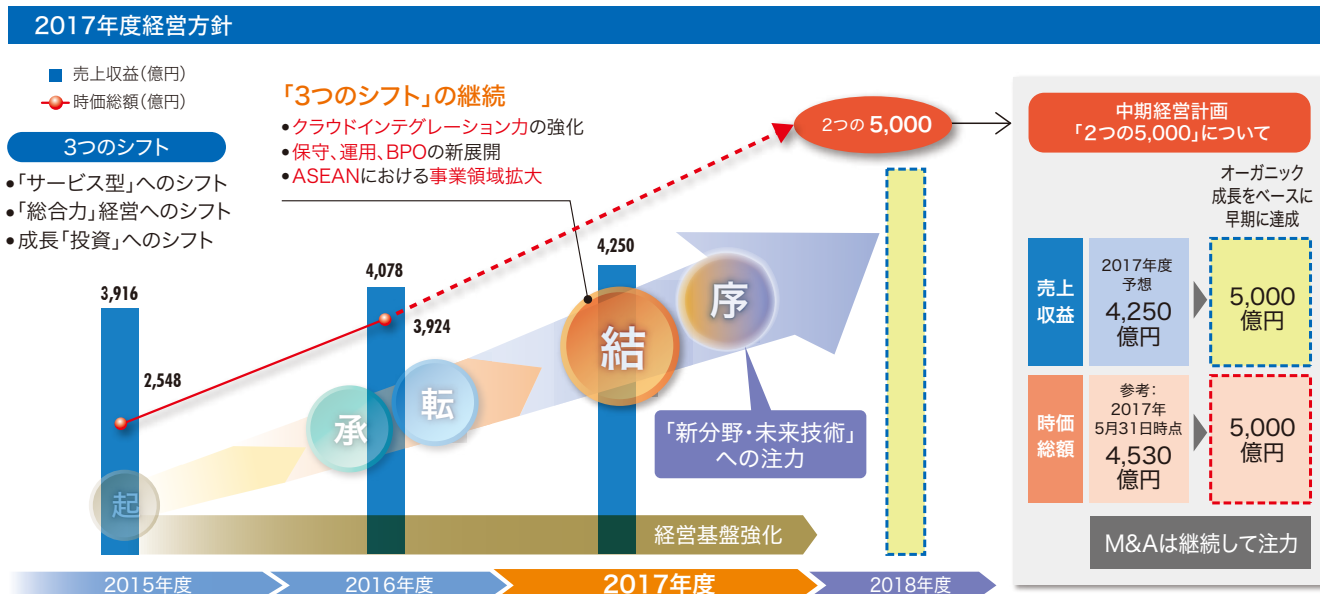 2017年度経営方針
売上収益(億円)
時価総額(億円)
3つのシフト
•「サービス型」へのシフト
•「総合力」経営へのシフト
•成長「投資」へのシフト
「3つのシフト」の継続
•クラウドインテグレーション力の強化
•保守、運用、BPOの新展開
•ASEANにおける事業領域拡大
2つの5,000
3,916
2,548
4,078
3,924
4,250
起
承
転
結
序
「新分野・未来技術」
への注力
経営基盤強化
2015年度
2016年度
2017年度
2018年度
中期経営計画
「2つの5,000」について
オーガニック
成長をベースに
早期に達成
売上
収益
2017年度
予想
4,250
億円
5,000
億円
時価
総額
参考:
2017年
5月31日時点
4,530
億円
5,000
億円
M&Aは継続して注力